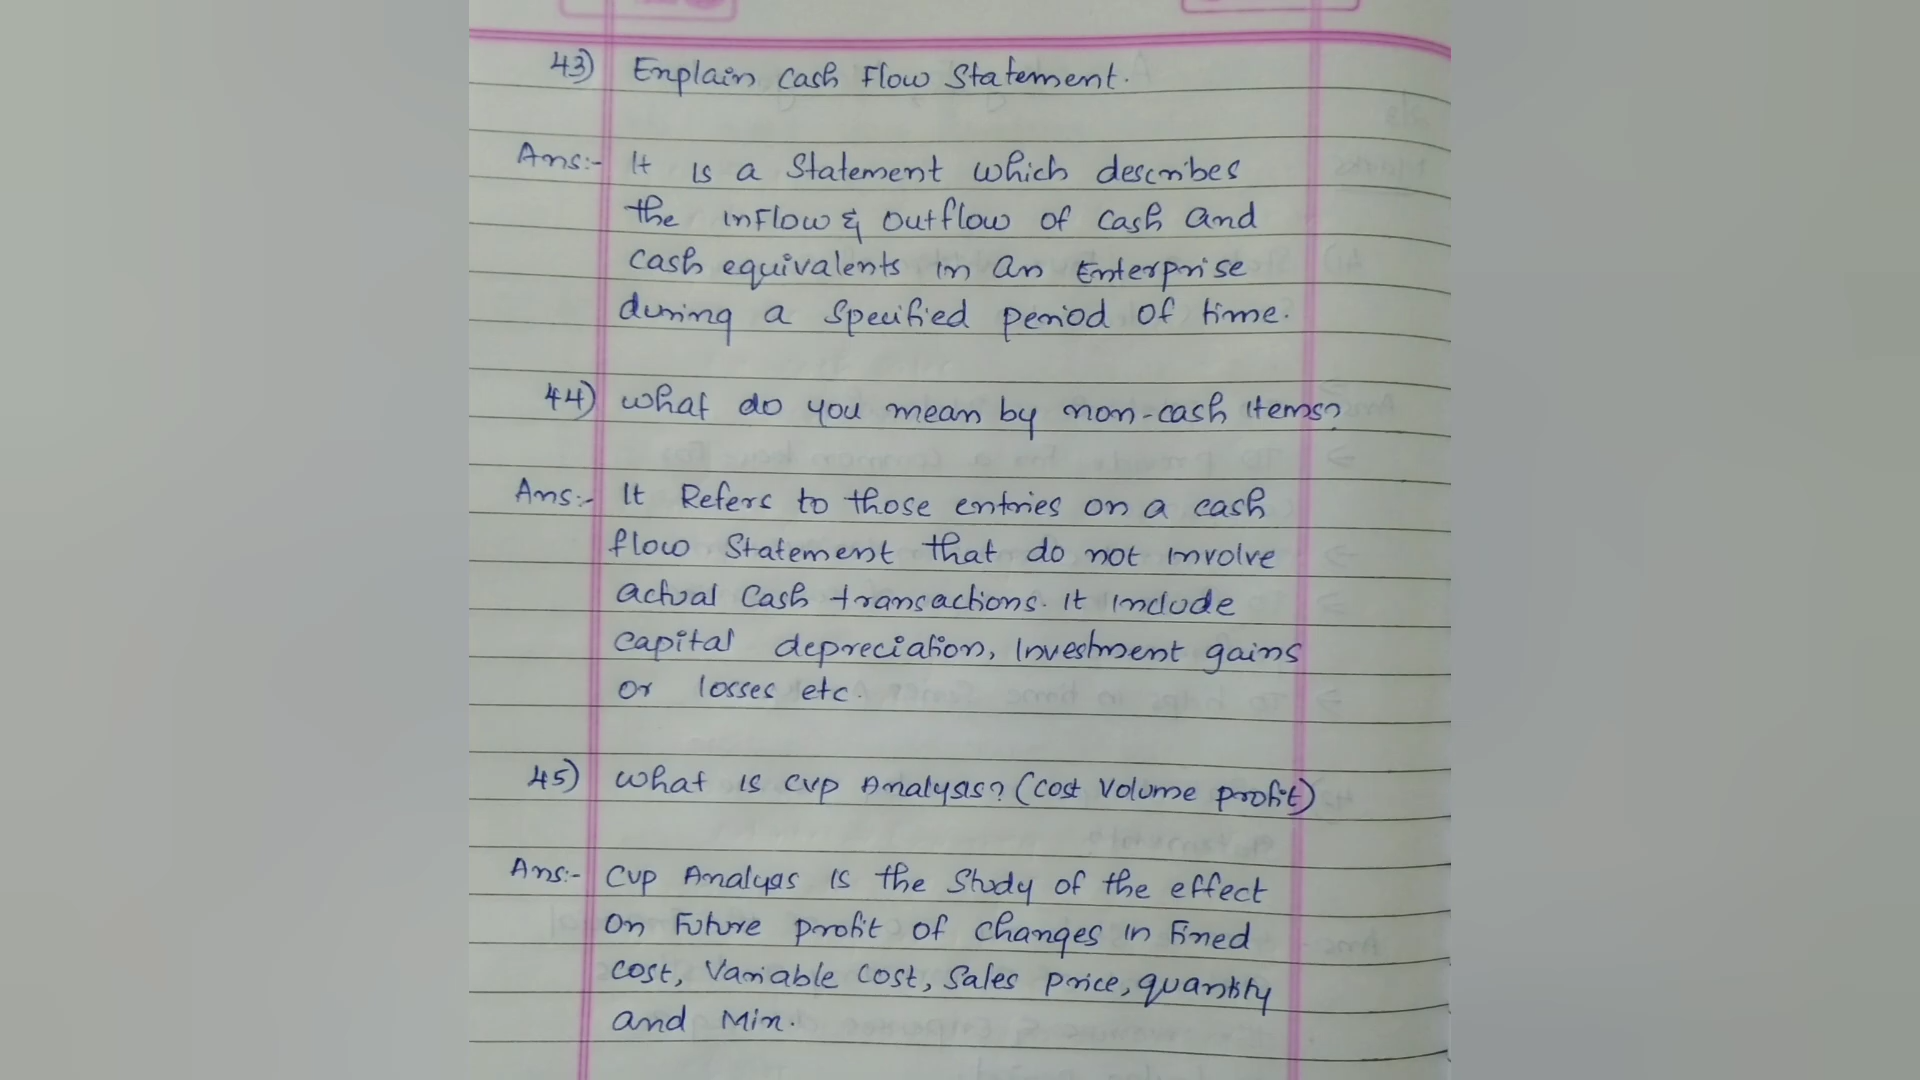 43) Explain cash Flow Statement.
Ans:- It is a Statement which describes
the inflow & outflow of cash and
cash equivalents in an Enterprise
during a specified period of time.
44) What do you mean by non-cash items?
Ans:- It Refers to those entries on a cash
flow Statement that do not involve
actual cash transactions. It include
capital depreciation, Investment gains
or losses etc.
45) What is CVP Analysis? (Cost Volume profit)
Ans:- CVP Analysis is the Study of the effect
on Future profit of changes in Fixed
cost, Variable cost, Sales price, quantity
and Mix.